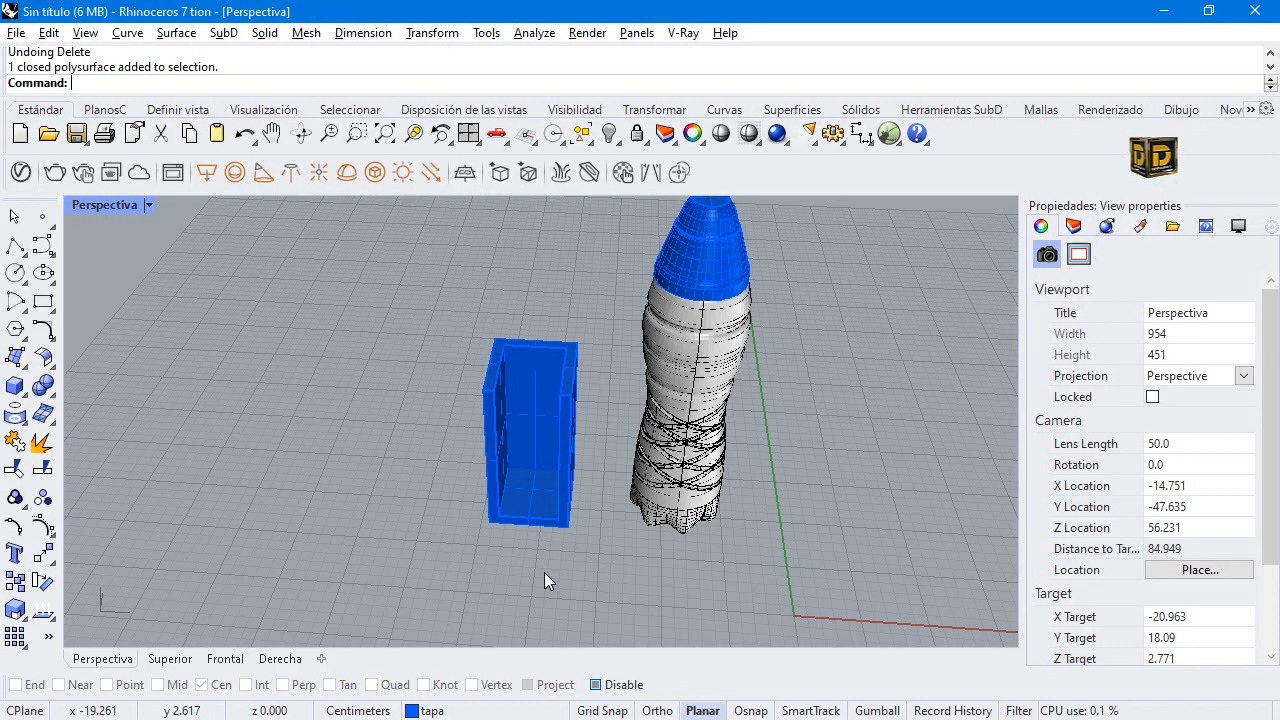 Sin título (6 MB) - Rhinoceros 7 tion - [Perspectiva]
File Edit View Curve Surface SubD Solid Mesh Dimension Transform Tools Analyze Render Panels V-Ray Help
Undoing Delete
1 closed polysurface added to selection.
Command:
Estándar PlanosC Definir vista Visualización Seleccionar Disposición de las vistas Visibilidad Transformar Curvas Superficies Sólidos Herramientas SubD Mallas Renderizado Dibujo Nov »
Perspectiva
Propiedades: View properties
Viewport
Title Perspectiva
Width 954
Height 451
Projection Perspective
Locked
Camera
Lens Length 50.0
Rotation 0.0
X Location -14.751
Y Location -47.635
Z Location 56.231
Distance to Tar... 84.949
Location Place...
Target
X Target -20.963
Y Target 18.09
Z Target 2.771
Perspectiva Superior Frontal Derecha
End Near Point Mid Cen Int Perp Tan Quad Knot Vertex Project Disable
CPlane x -19.261 y 2.617 z 0.000 Centimeters tapa Grid Snap Ortho Planar Osnap SmartTrack Gumball Record History Filter CPU use: 0.1 %